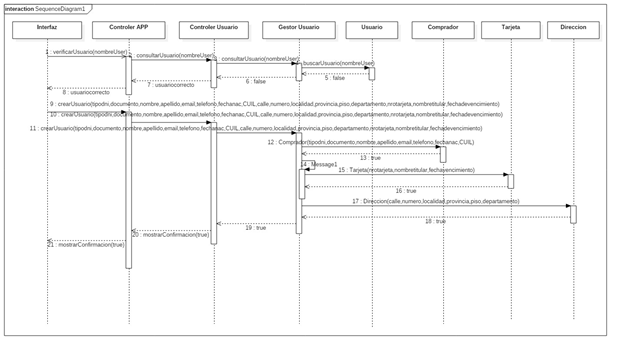 interaction SequenceDiagram1
Interfaz
Controler APP
Controler Usuario
Gestor Usuario
Usuario
Comprador
Tarjeta
Direccion
1 : verificarUsuario(nombreUser)
2 : consultarUsuario(nombreUser)
3 : consultarUsuario(nombreUser)
4 : buscarUsuario(nombreUser)
5 : false
6 : false
7 : usuariocorrecto
8 : usuariocorrecto
9 : crearUsuario(tipodni,documento,nombre,apellido,email,telefono,fechanac,CUIL,calle,numero,localidad,provincia,piso,departamento,nrotarjeta,nombretitular,fechadevencimiento)
10 : crearUsuario(tipodni,documento,nombre,apellido,email,telefono,fechanac,CUIL,calle,numero,localidad,provincia,piso,departamento,nrotarjeta,nombretitular,fechadevencimiento)
11 : crearUsuario(tipodni,documento,nombre,apellido,email,telefono,fechanac,CUIL,calle,numero,localidad,provincia,piso,departamento,nrotarjeta,nombretitular,fechadevencimiento)
12 : Comprador(tipodni,documento,nombre,apellido,email,telefono,fechanac,CUIL)
13 : true
14 : Message1
15 : Tarjeta(nrotarjeta,nombretitular,fechavencimiento)
16 : true
17 : Direccion(calle,numero,localidad,provincia,piso,departamento)
18 : true
19 : true
20 : mostrarConfirmacion(true)
21 : mostrarConfirmacion(true)